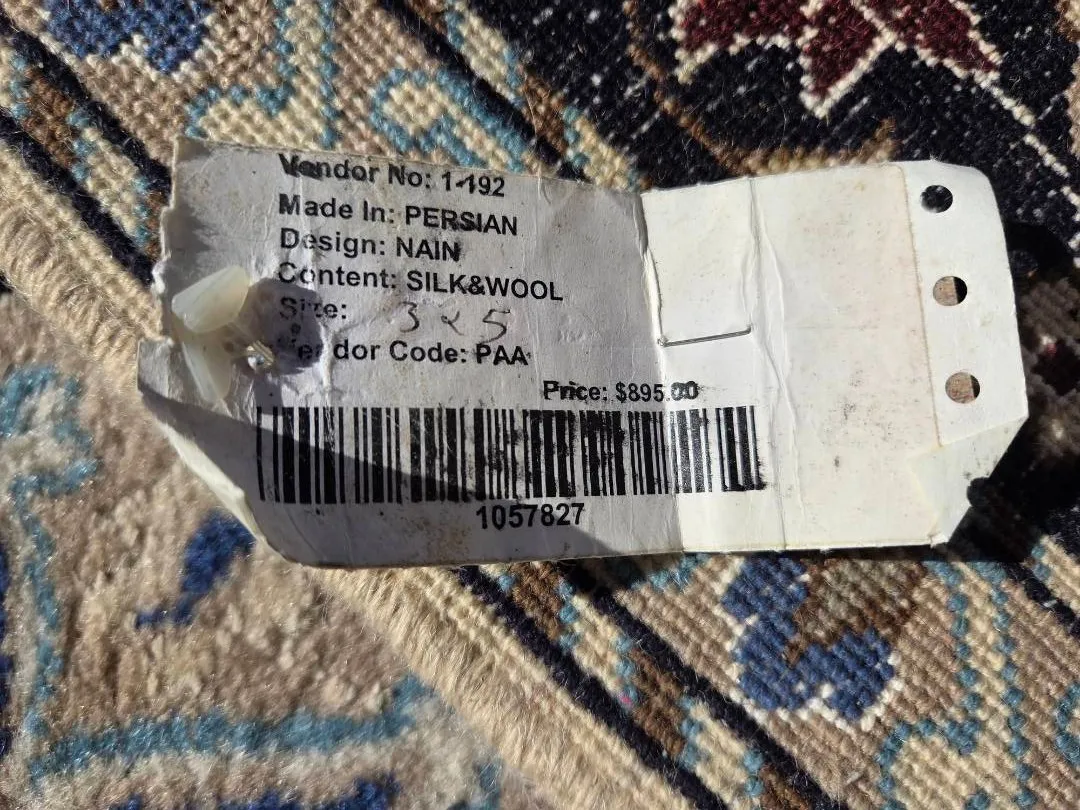 Vendor No: 1-192
Made In: PERSIAN
Design: NAIN
Content: SILK&WOOL
Size: 3x5
Vendor Code: PAA
Price: $895.00
1057827